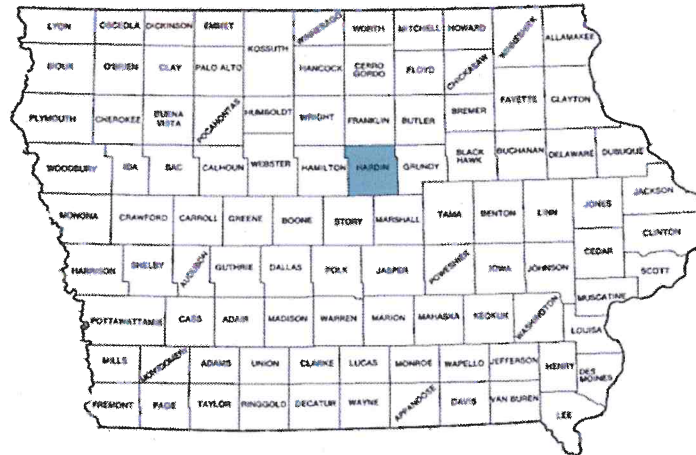 LYON OSCEOLA DICKINSON EMMET KOSSUTH WINNEBAGO WORTH MITCHELL HOWARD WINNESHIEK ALLAMAKEE
SIOUX O'BRIEN CLAY PALO ALTO HANCOCK CERRO GORDO FLOYD CHICKASAW
PLYMOUTH CHEROKEE BUENA VISTA POCAHONTAS HUMBOLDT WRIGHT FRANKLIN BUTLER BREMER FAYETTE CLAYTON
WOODBURY IDA SAC CALHOUN WEBSTER HAMILTON HARDIN GRUNDY BLACK HAWK BUCHANAN DELAWARE DUBUQUE
MONONA CRAWFORD CARROLL GREENE BOONE STORY MARSHALL TAMA BENTON LINN JONES JACKSON
CLINTON
HARRISON SHELBY AUDUBON GUTHRIE DALLAS POLK JASPER POWESHIEK IOWA JOHNSON CEDAR SCOTT
MUSCATINE
POTTAWATTAMIE CASS ADAIR MADISON WARREN MARION MAHASKA KEOKUK WASHINGTON LOUISA
MILLS MONTGOMERY ADAMS UNION CLARKE LUCAS MONROE WAPELLO JEFFERSON HENRY DES MOINES
FREMONT PAGE TAYLOR RINGGOLD DECATUR WAYNE APPANOOSE DAVIS VAN BUREN LEE